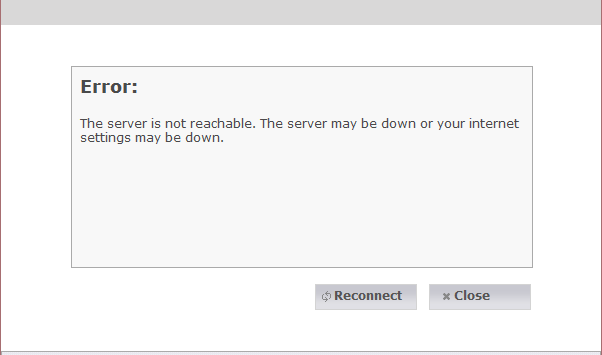 Error:
The server is not reachable. The server may be down or your internet
settings may be down.
Reconnect
Close